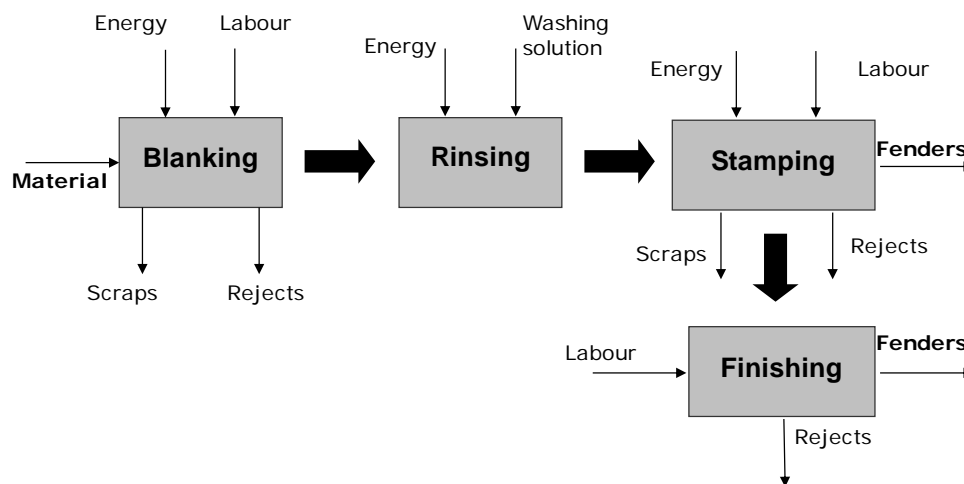 Energy
Labour
Energy
Washing
solution
Energy
Labour
Material
Blanking
Rinsing
Stamping
Fenders
Scraps
Rejects
Scraps
Rejects
Labour
Finishing
Fenders
Rejects